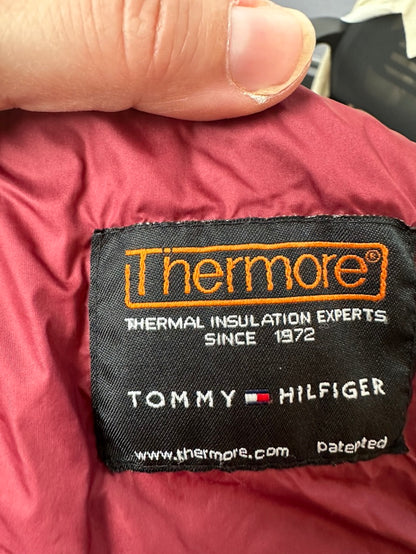 Thermore®
THERMAL INSULATION EXPERTS
SINCE 1972
TOMMY HILFIGER
www.thermore.com patented